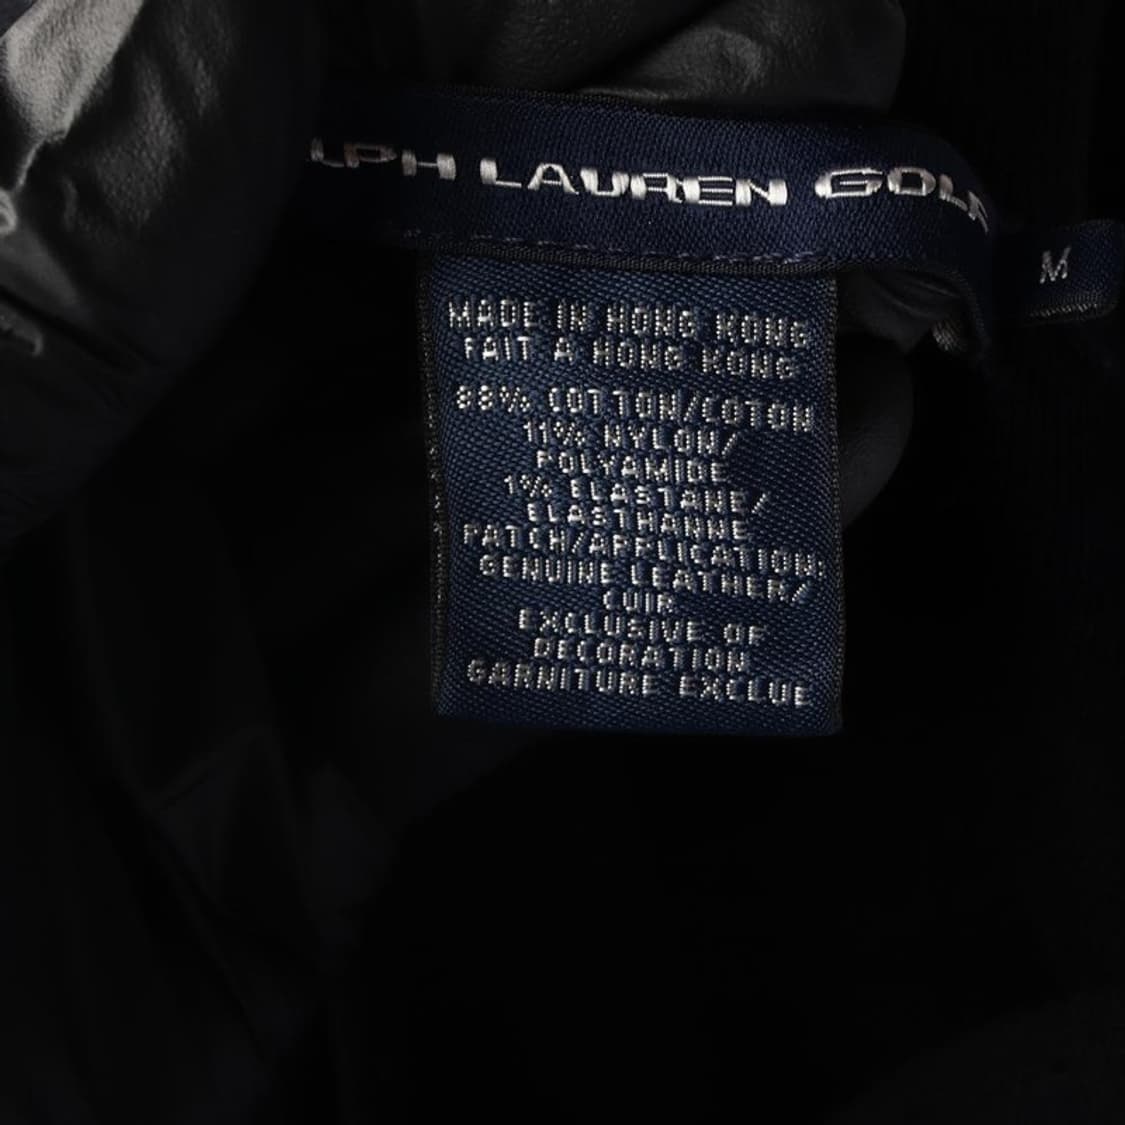 LPH LAUREN GOLF
M
MADE IN HONG KONG
FAIT A HONG KONG
88% COTTON/COTON
11% NYLON/
POLYAMIDE
1% ELASTANE/
ELASTHANNE
PATCH/APPLICATION:
GENUINE LEATHER/
CUIR
EXCLUSIVE OF
DECORATION
GARNITURE EXCLUE